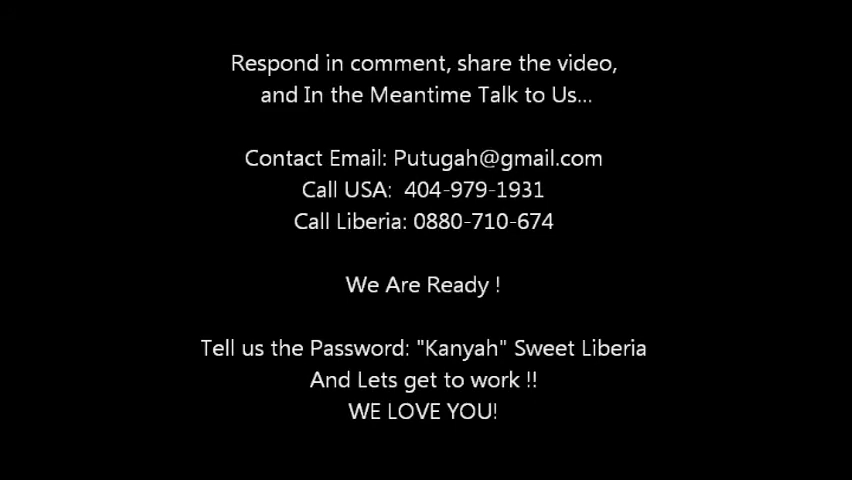 Respond in comment, share the video,
and In the Meantime Talk to Us...
Contact Email: Putugah@gmail.com
Call USA:  404-979-1931
Call Liberia: 0880-710-674
We Are Ready !
Tell us the Password: "Kanyah" Sweet Liberia
And Lets get to work !!
WE LOVE YOU!